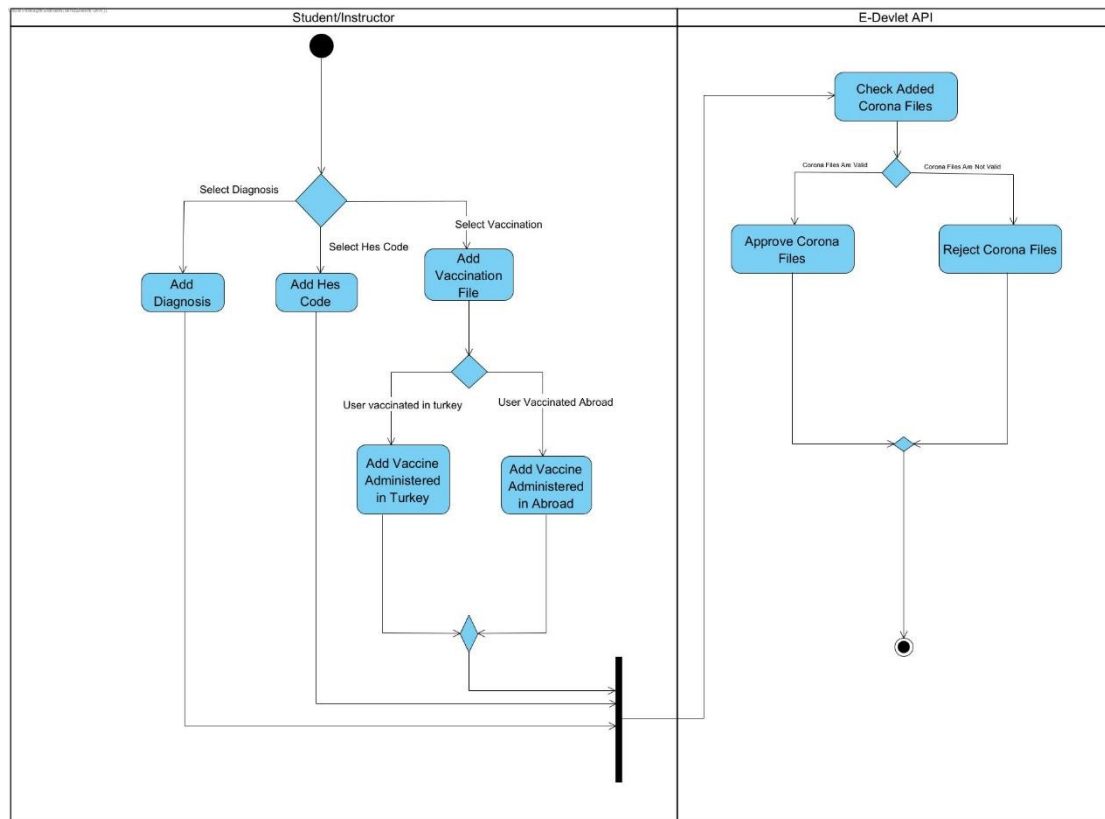 Student/Instructor
E-Devlet API
Check Added
Corona Files
Corona Files Are Valid
Corona Files Are Not Valid
Select Diagnosis
Select Vaccination
Select Hes Code
Approve Corona
Files
Reject Corona Files
Add
Diagnosis
Add Hes
Code
Add
Vaccination
File
User vaccinated in turkey
User Vaccinated Abroad
Add Vaccine
Administered
in Turkey
Add Vaccine
Administered
in Abroad